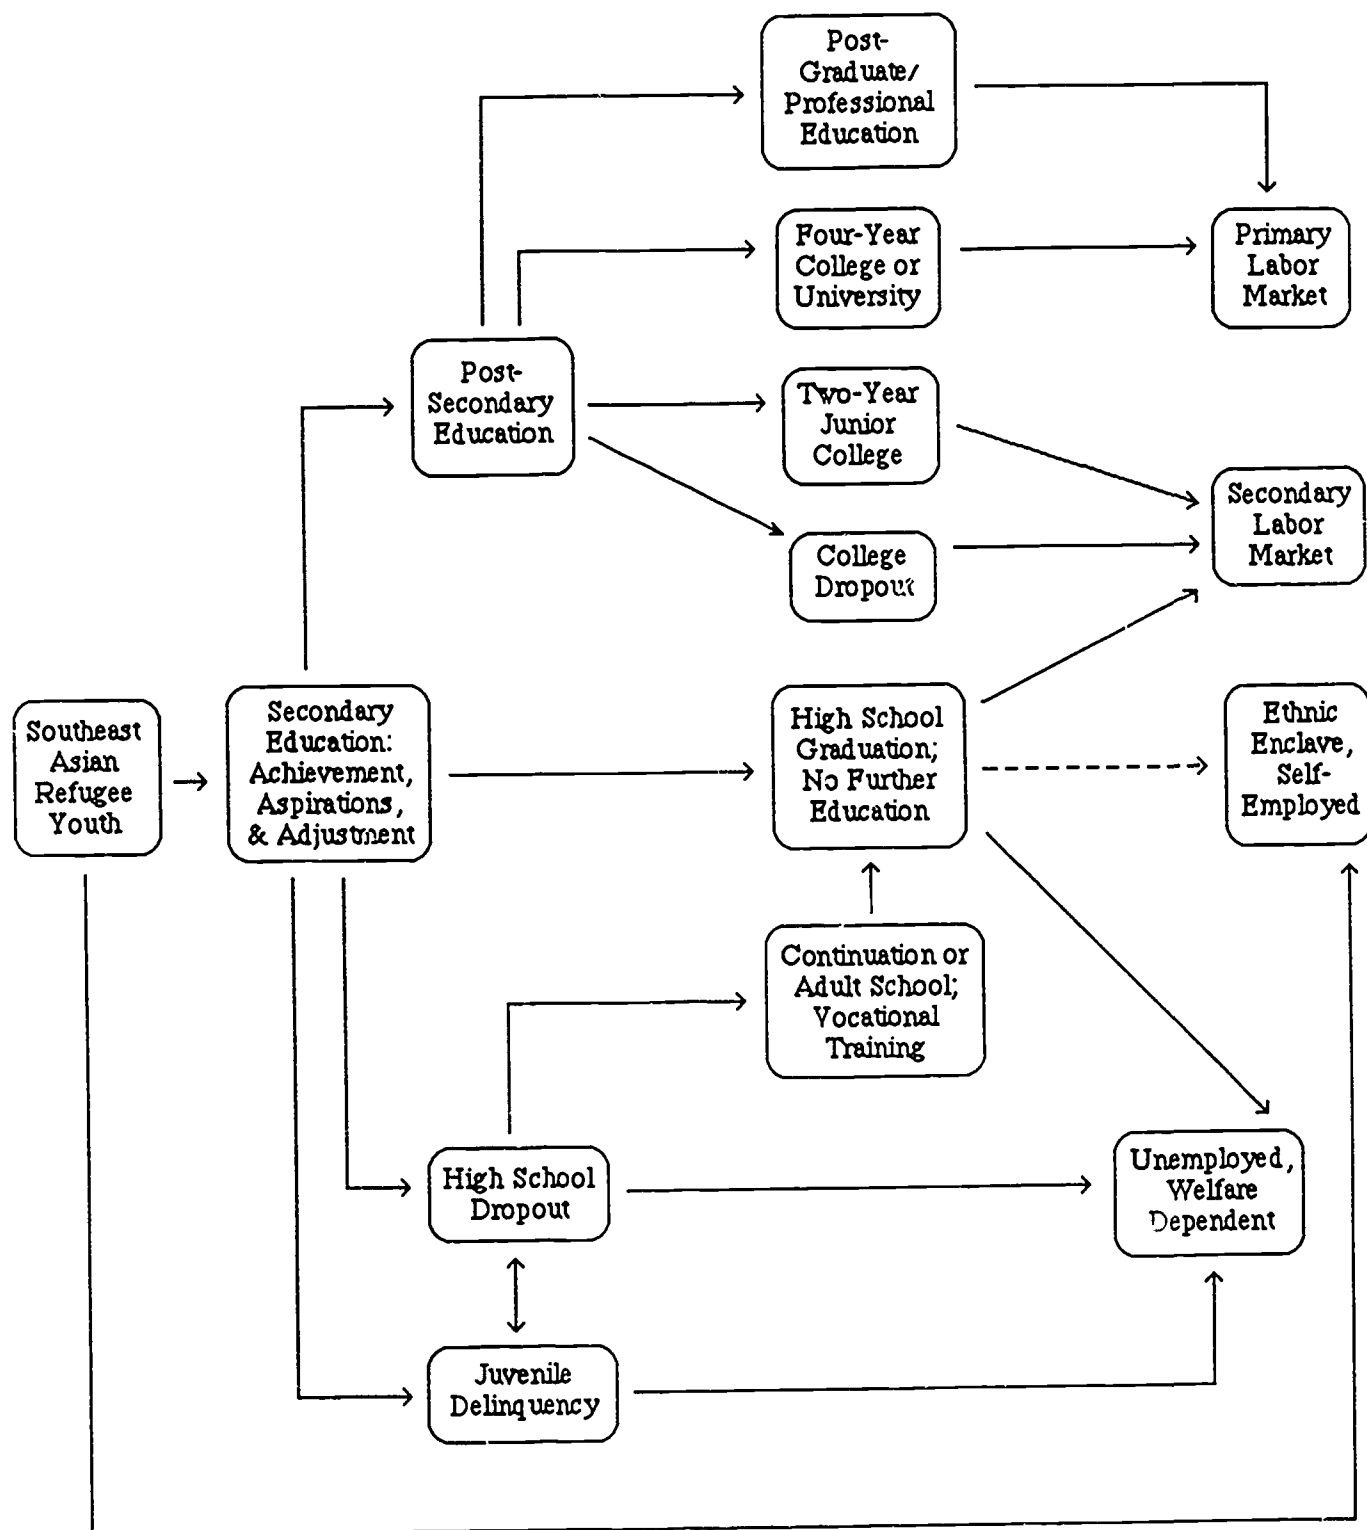 Post-
Graduate/
Professional
Education
Four-Year
College or
University
Primary
Labor
Market
Post-
Secondary
Education
Two-Year
Junior
College
Secondary
Labor
Market
College
Dropout
Southeast
Asian
Refugee
Youth
Secondary
Education:
Achievement,
Aspirations,
& Adjustment
High School
Graduation;
No Further
Education
Ethnic
Enclave,
Self-
Employed
Continuation or
Adult School;
Vocational
Training
High School
Dropout
Unemployed,
Welfare
Dependent
Juvenile
Delinquency